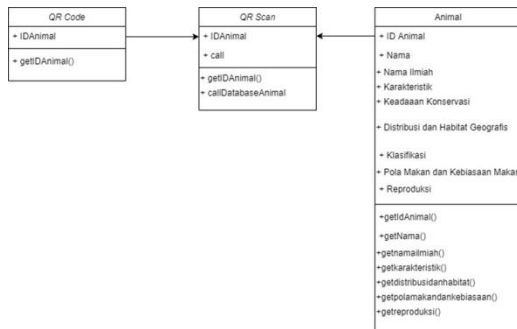 QR Code
+ IDAnimal
+ getIDAnimal()
QR Scan
+ IDAnimal
+ call
+ getIDAnimal()
+ callDatabaseAnimal
Animal
+ ID Animal
+ Nama
+ Nama Ilmiah
+ Karakteristik
+ Keadaaan Konservasi
+ Distribusi dan Habitat Geografis
+ Klasifikasi
+ Pola Makan dan Kebiasaan Makan
+ Reproduksi
+getIdAnimal()
+getNama()
+getnamailmiah()
+getkarakteristik()
+getdistribusidanhabitat()
+getpolamakandankebiasaan()
+getreproduksi()